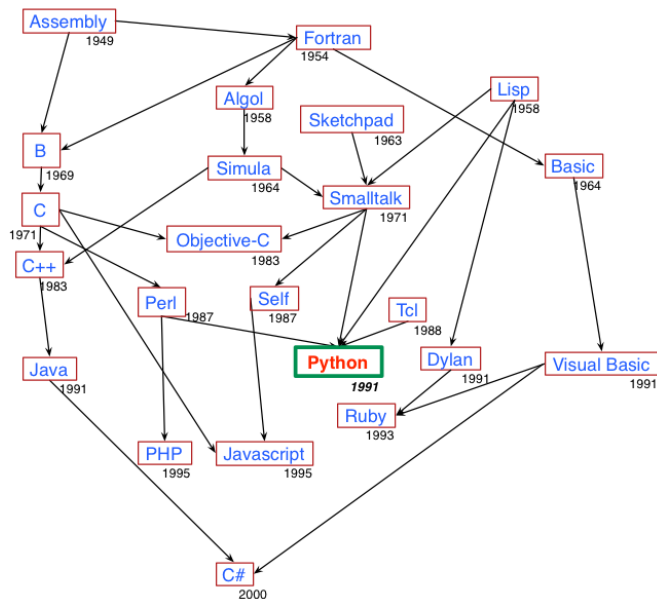 Assembly
1949
Fortran
1954
Algol
1958
Lisp
1958
Sketchpad
1963
B
1969
Simula
1964
Basic
1964
Smalltalk
1971
C
1971
Objective-C
1983
C++
1983
Perl
1987
Self
1987
Tcl
1988
Python
1991
Dylan
1991
Visual Basic
1991
Java
1991
Ruby
1993
PHP
1995
Javascript
1995
C#
2000